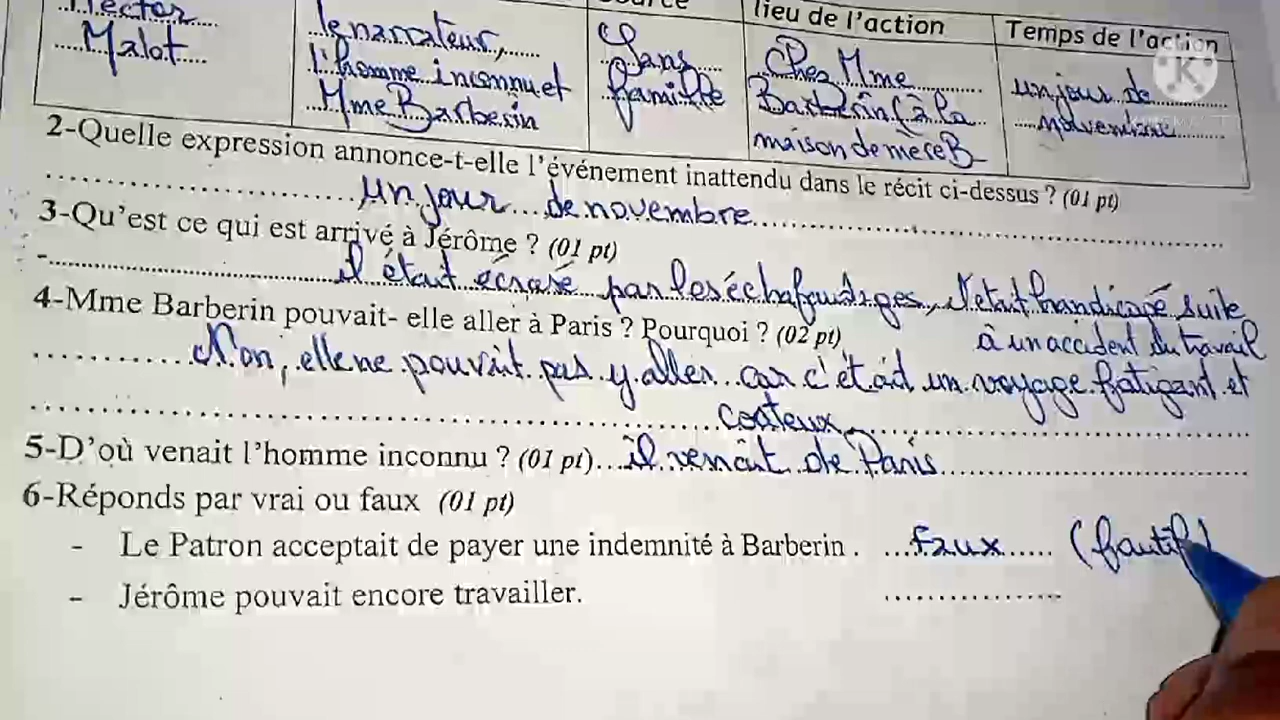 Hector
Malot
le narrateur,
l'homme inconnu et
Mme Barberin
Source
Sans
famille
lieu de l'action
Chez Mme
Barberin (à la
maison de mère B
Temps de l'action
un jour de
novembre
2-Quelle expression annonce-t-elle l'événement inattendu dans le récit ci-dessus ? (01 pt)
un jour de novembre
3-Qu'est ce qui est arrivé à Jérôme ? (01 pt)
- il était écrasé par les échafaudages, il était handicapé suite
à un accident du travail
4-Mme Barberin pouvait- elle aller à Paris ? Pourquoi ? (02 pt)
Non, elle ne pouvait pas y aller car c'était un voyage fatigant et
couteux
5-D'où venait l'homme inconnu ? (01 pt) il venait de Paris
6-Réponds par vrai ou faux (01 pt)
- Le Patron acceptait de payer une indemnité à Barberin . Faux (fautif)
- Jérôme pouvait encore travailler.